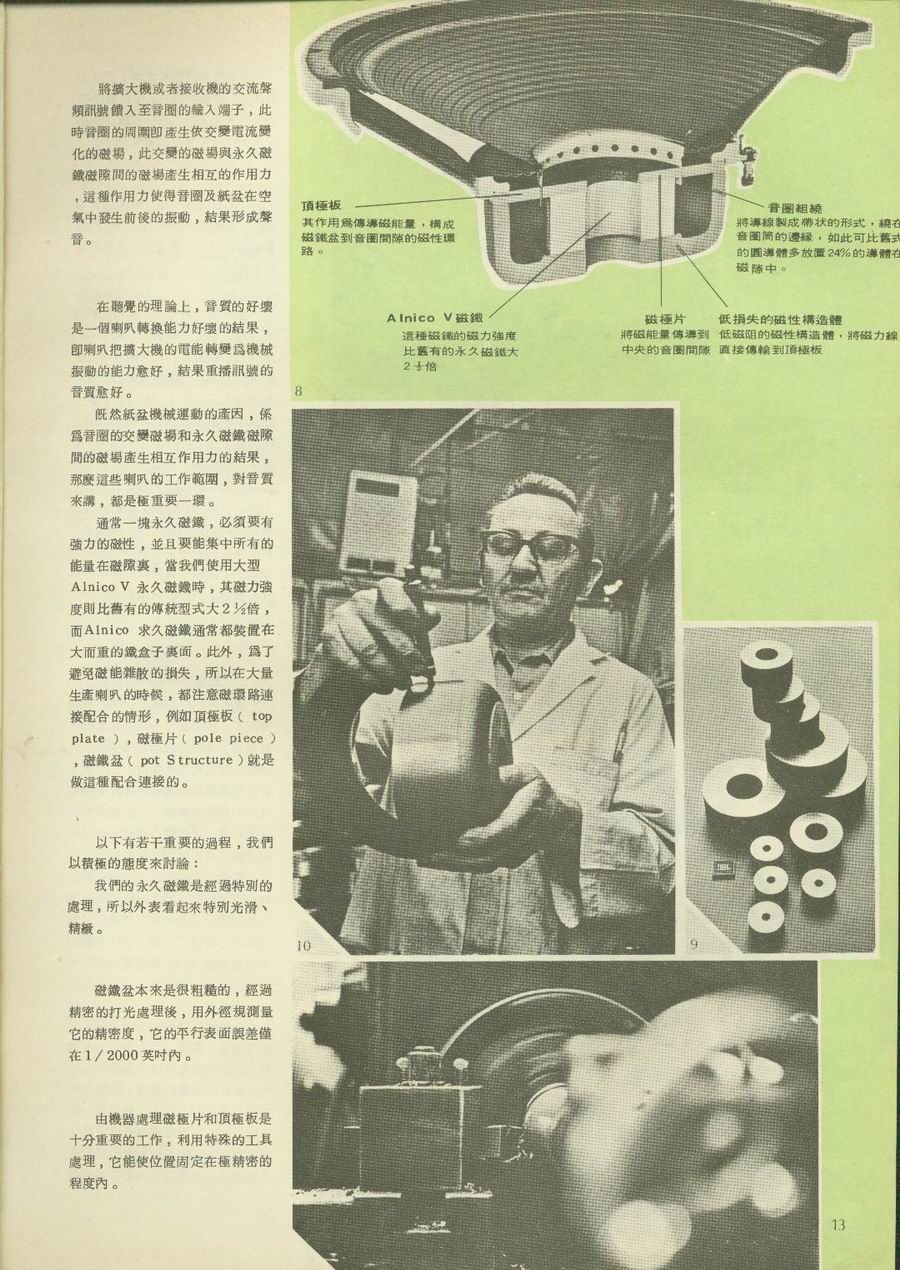 將擴大機或者接收機的交流聲
頻訊號饋入至音圈的輸入端子，此
時音圈的周圍卽產生依交變電流變
化的磁場，此交變的磁場與永久磁
鐵磁隙間的磁場產生相互的作用力
，這種作用力使得音圈及紙盆在空
氣中發生前後的振動，結果形成聲
音。
在聽覺的理論上，音質的好壞
是一個喇叭轉換能力好壞的結果，
卽喇叭把擴大機的電能轉變爲機械
振動的能力愈好，結果重播訊號的
音質愈好。
旣然紙盆機械運動的產因，係
爲音圈的交變磁場和永久磁鐵磁隙
間的磁場產生相互作用力的結果，
那麼這些喇叭的工作範圍，對音質
來講，都是極重要一環。
通常一塊永久磁鐵，必須要有
強力的磁性，並且要能集中所有的
能量在磁隙裏，當我們使用大型
Alnico V 永久磁鐵時，其磁力強
度則比舊有的傳統型式大2½倍，
而Alnico 求久磁鐵通常都裝置在
大而重的鐵盒子裏面。此外，爲了
避免磁能雜散的損失，所以在大量
生產喇叭的時候，都注意磁環路連
接配合的情形，例如頂極板（ top
plate ），磁極片（ pole piece ）
，磁鐵盆（ pot Structure ）就是
做這種配合連接的。
以下有若干重要的過程，我們
以積極的態度來討論：
我們的永久磁鐵是經過特別的
處理，所以外表看起來特別光滑、
精緻。
磁鐵盆本來是很粗糙的，經過
精密的打光處理後，用外徑規測量
它的精密度，它的平行表面誤差僅
在1/2000英吋內。
由機器處理磁極片和頂極板是
十分重要的工作，利用特殊的工具
處理，它能使位置固定在極精密的
程度內。
頂極板
其作用爲傳導磁能量，構成
磁鐵盆到音圈間隙的磁性環
路。
音圈組繞
將導線製成帶狀的形式，繞在
音圈筒的邊緣，如此可比舊式
的圓導體多放置24%的導體在
磁隙中。
Alnico V磁鐵
這種磁鐵的磁力強度
比舊有的永久磁鐵大
2½倍
磁極片
將磁能量傳導到
中央的音圈間隙
低損失的磁性構造體
低磁阻的磁性構造體，將磁力線
直接傳輸到頂極板
8
10
9
JBL
13